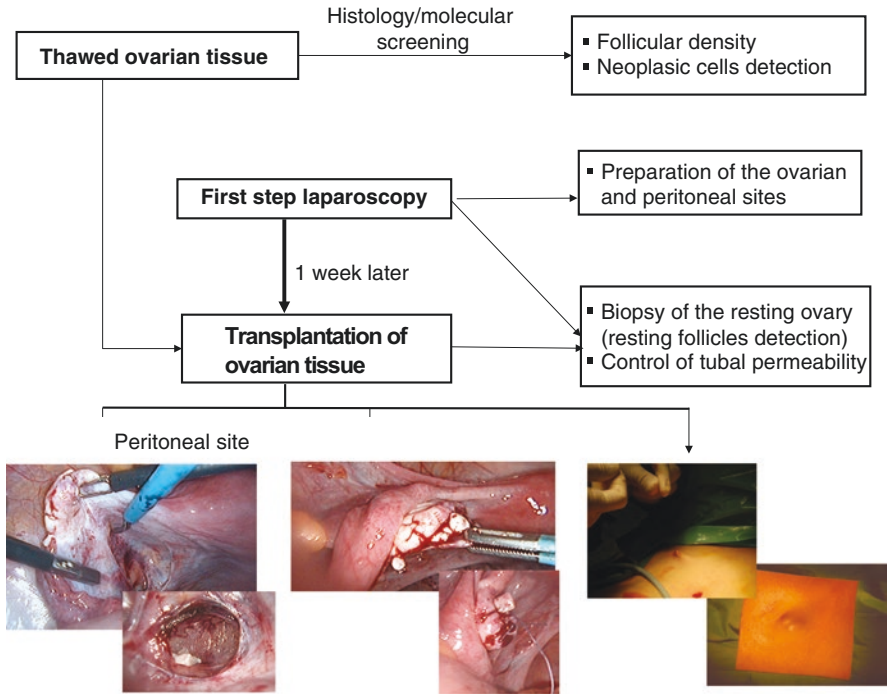 Histology/molecular
screening
Thawed ovarian tissue
▪ Follicular density
▪ Neoplasic cells detection
First step laparoscopy
▪ Preparation of the ovarian
and peritoneal sites
1 week later
Transplantation of
ovarian tissue
▪ Biopsy of the resting ovary
(resting follicles detection)
▪ Control of tubal permeability
Peritoneal site